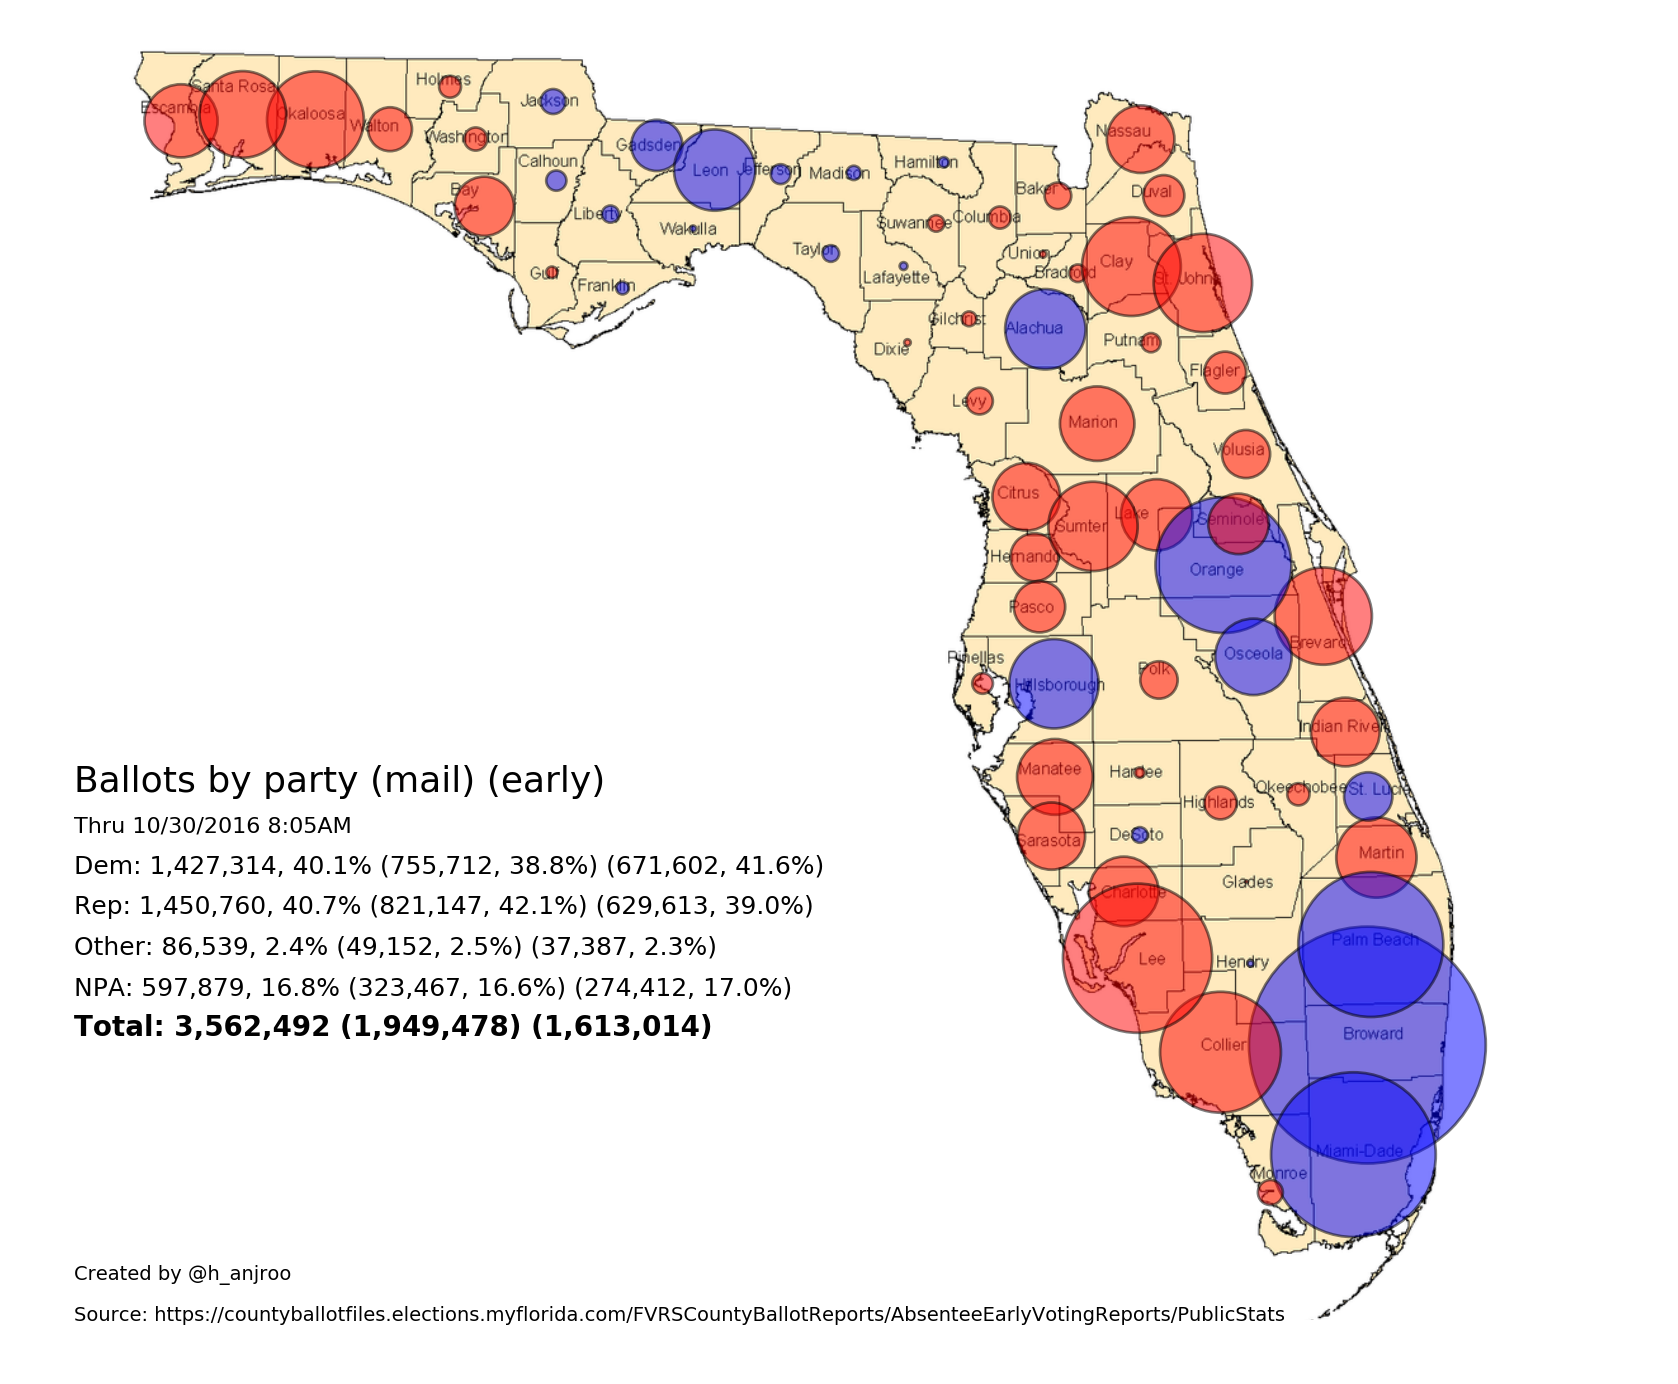 Holmes
Santa Rosa
Jackson
Escambia
Okaloosa
Walton
Washington
Gadsden
Nassau
Calhoun
Leon
Jefferson
Madison
Hamilton
Bay
Baker
Duval
Liberty
Wakulla
Suwannee
Columbia
Taylor
Union
Clay
Gulf
Franklin
Lafayette
Bradford
St. Johns
Gilchrist
Alachua
Dixie
Putnam
Flagler
Levy
Marion
Volusia
Citrus
Sumter
Lake
Seminole
Hernando
Orange
Pasco
Brevard
Pinellas
Osceola
Hillsborough
Polk
Indian River
Manatee
Hardee
Okeechobee
St. Lucie
Highlands
Sarasota
DeSoto
Martin
Charlotte
Glades
Palm Beach
Lee
Hendry
Broward
Collier
Miami-Dade
Monroe
Ballots by party (mail) (early)
Thru 10/30/2016 8:05AM
Dem: 1,427,314, 40.1% (755,712, 38.8%) (671,602, 41.6%)
Rep: 1,450,760, 40.7% (821,147, 42.1%) (629,613, 39.0%)
Other: 86,539, 2.4% (49,152, 2.5%) (37,387, 2.3%)
NPA: 597,879, 16.8% (323,467, 16.6%) (274,412, 17.0%)
Total: 3,562,492 (1,949,478) (1,613,014)
Created by @h_anjroo
Source: https://countyballotfiles.elections.myflorida.com/FVRSCountyBallotReports/AbsenteeEarlyVotingReports/PublicStats